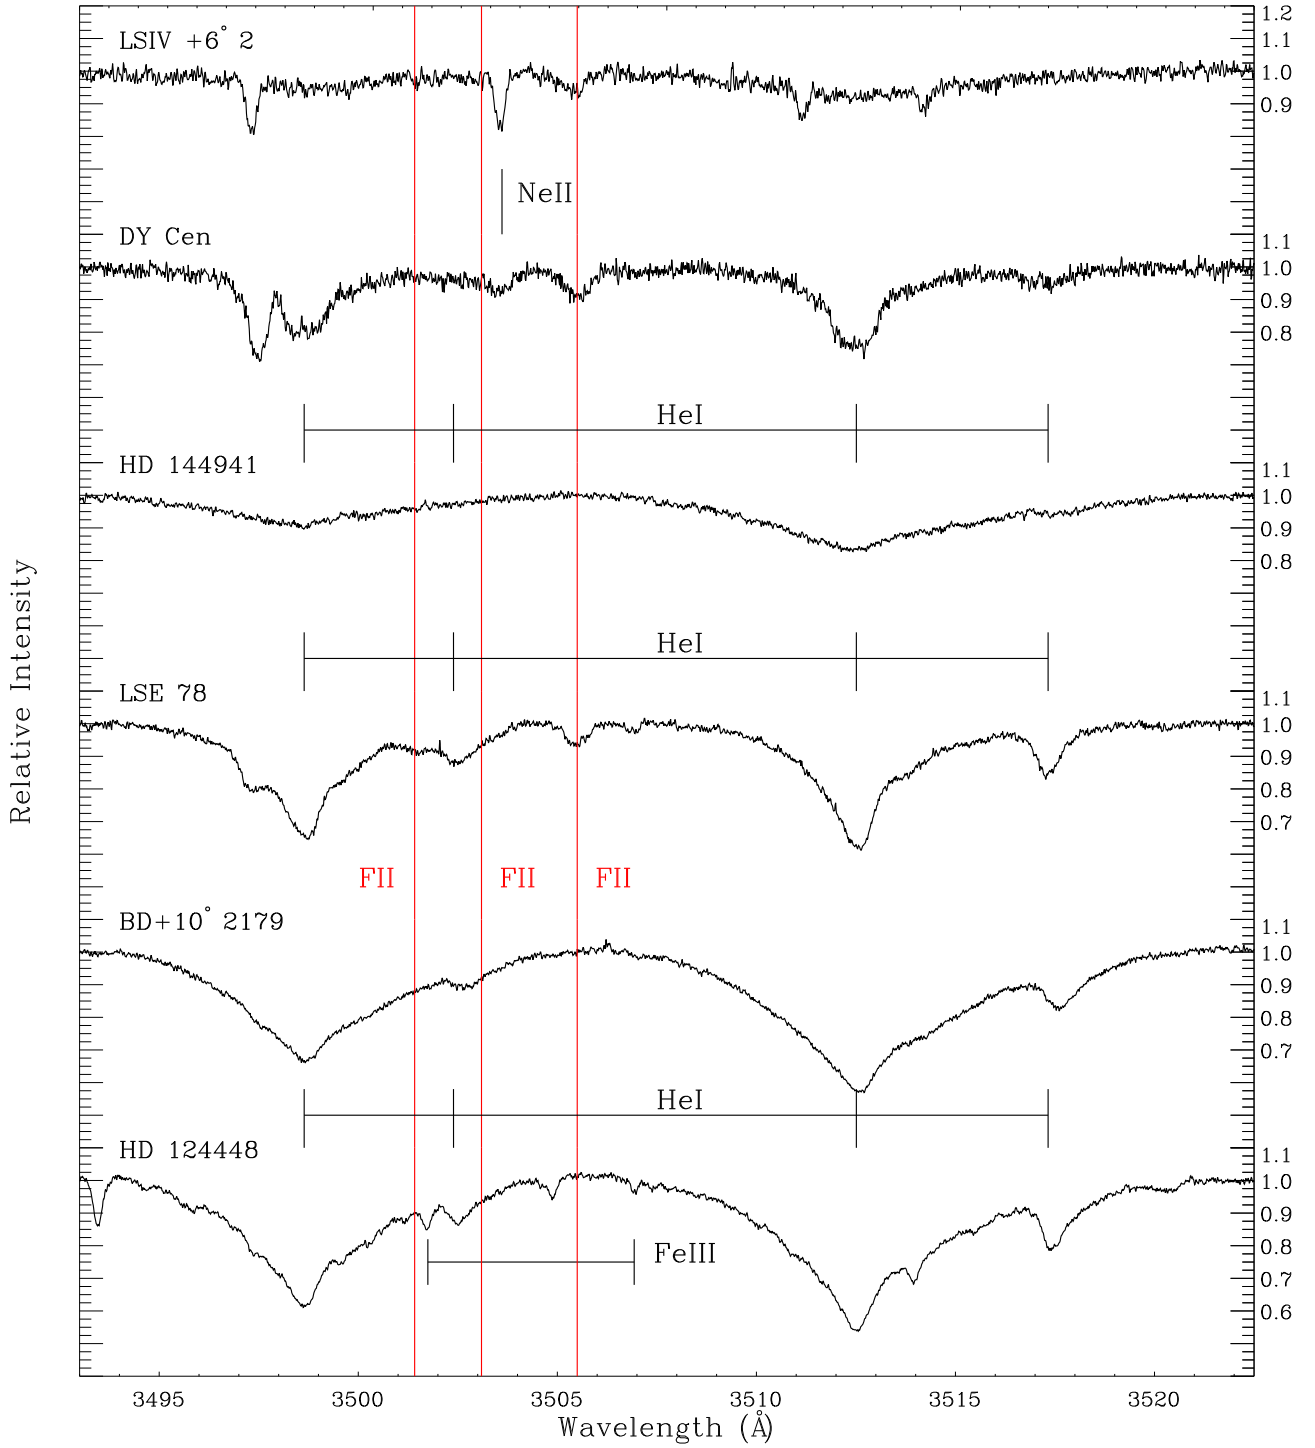 LSIV +6° 2
1.2
1.1
1.0
0.9
NeII
DY Cen
1.1
1.0
0.9
0.8
HeI
HD 144941
1.1
1.0
0.9
0.8
HeI
LSE 78
1.1
1.0
0.9
0.8
0.7
FII FII FII
BD+10° 2179
1.1
1.0
0.9
0.8
0.7
HeI
HD 124448
1.1
1.0
0.9
0.8
0.7
0.6
FeIII
Relative Intensity
3495 3500 3505 3510 3515 3520
Wavelength (Å)